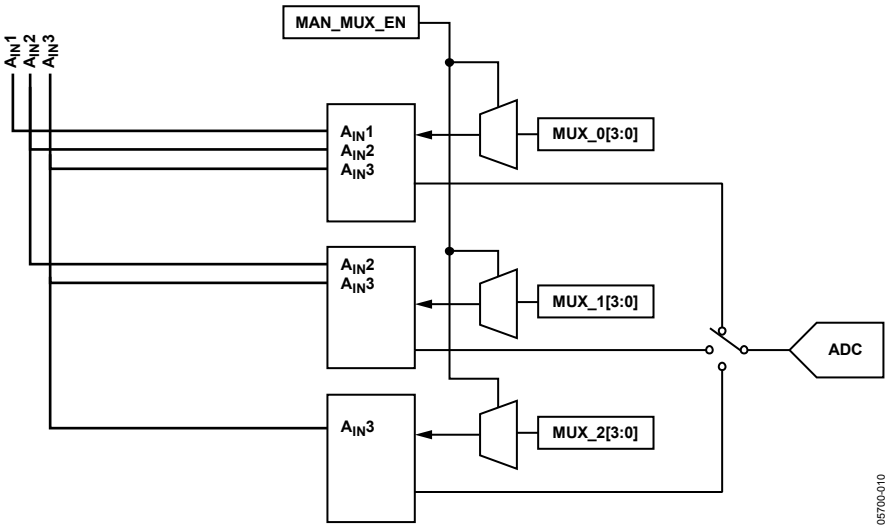 MAN_MUX_EN
AIN1
AIN2
AIN3
AIN1
AIN2
AIN3
MUX_0[3:0]
AIN2
AIN3
MUX_1[3:0]
ADC
AIN3
MUX_2[3:0]
05700-010